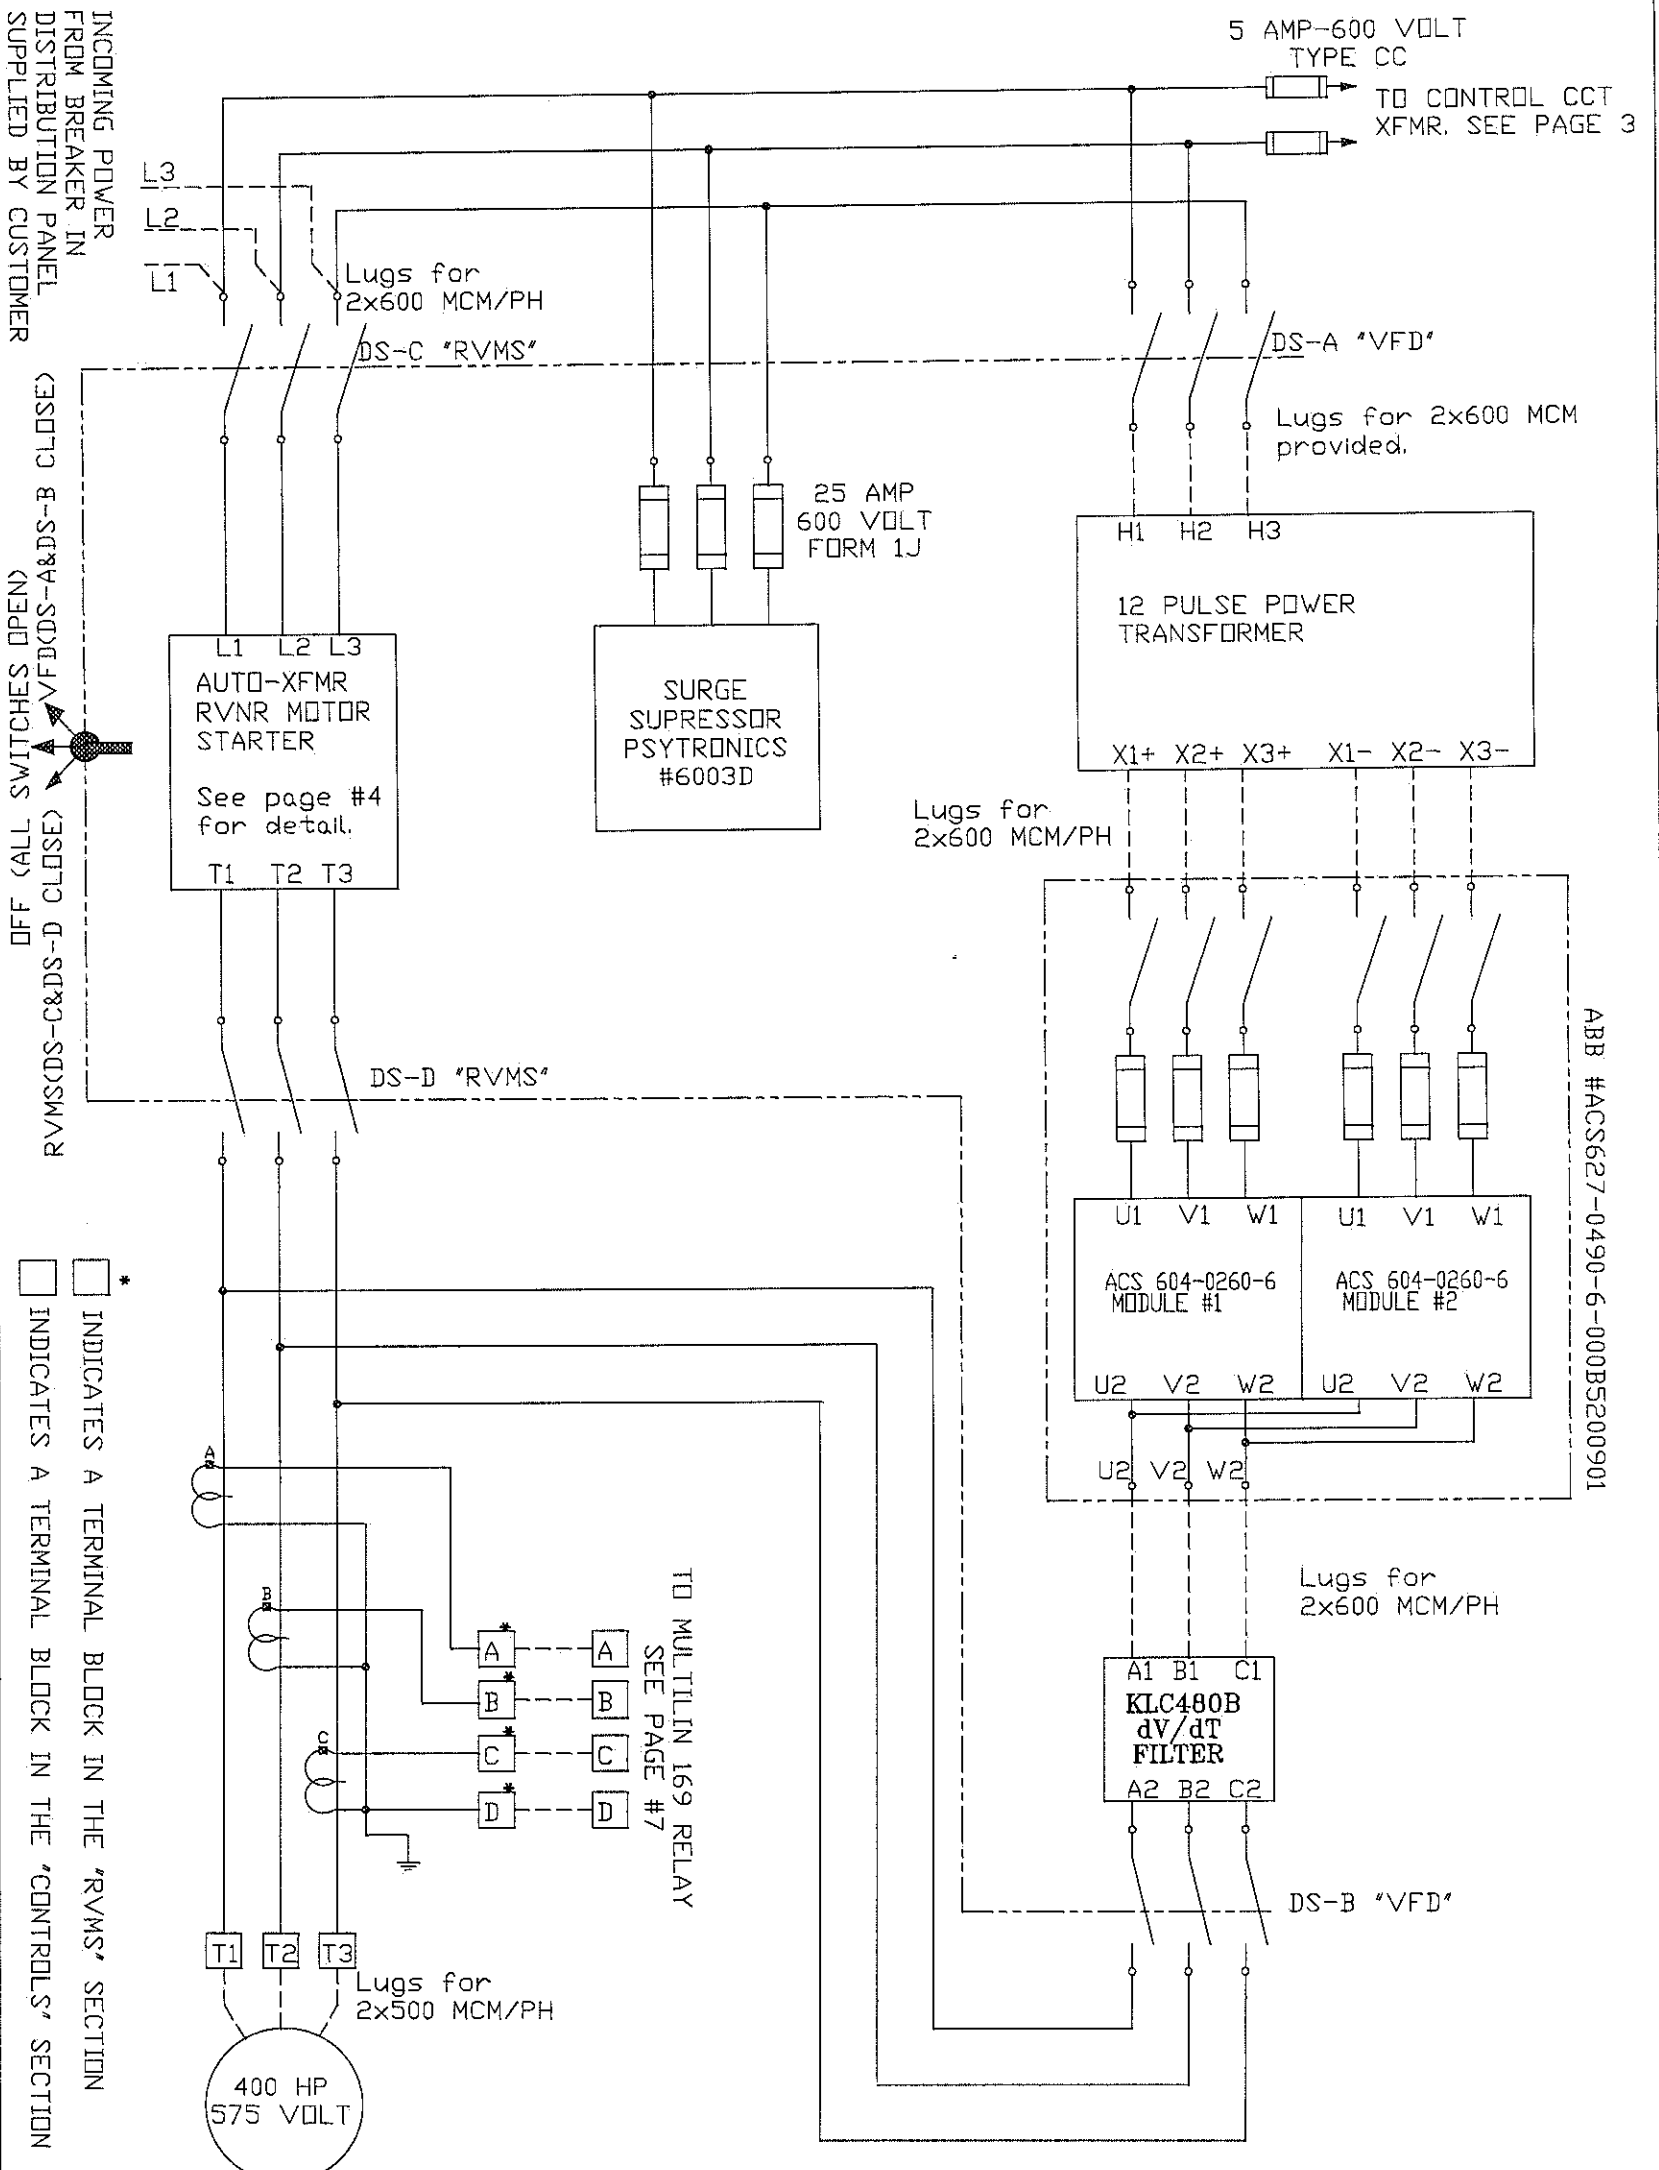 5 AMP-600 VOLT
TYPE CC
TO CONTROL CCT
XFMR. SEE PAGE 3
INCOMING POWER
FROM BREAKER IN
DISTRIBUTION PANEL
SUPPLIED BY CUSTOMER
L3
L2
L1
Lugs for
2x600 MCM/PH
DS-C "RVMS"
DS-A "VFD"
Lugs for 2x600 MCM
provided.
VFD(DS-A&DS-B CLOSE)
OFF (ALL SWITCHES OPEN)
RVMS(DS-C&DS-D CLOSE)
25 AMP
600 VOLT
FORM 1J
H1 H2 H3
12 PULSE POWER
TRANSFORMER
X1+ X2+ X3+ X1- X2- X3-
L1 L2 L3
AUTO-XFMR
RVNR MOTOR
STARTER
See page #4
for detail.
T1 T2 T3
SURGE
SUPRESSOR
PSYTRONICS
#6003D
Lugs for
2x600 MCM/PH
ABB #ACS627-0490-6-000B5200901
DS-D "RVMS"
U1 V1 W1 U1 V1 W1
ACS 604-0260-6
MODULE #1
ACS 604-0260-6
MODULE #2
U2 V2 W2 U2 V2 W2
U2 V2 W2
Lugs for
2x600 MCM/PH
A
B
C
A* A
B* B
C* C
D* D
TO MULTILIN 169 RELAY
SEE PAGE #7
A1 B1 C1
KLC480B
dV/dT
FILTER
A2 B2 C2
DS-B "VFD"
T1 T2 T3
Lugs for
2x500 MCM/PH
400 HP
575 VOLT
* INDICATES A TERMINAL BLOCK IN THE "RVMS" SECTION
INDICATES A TERMINAL BLOCK IN THE "CONTROLS" SECTION